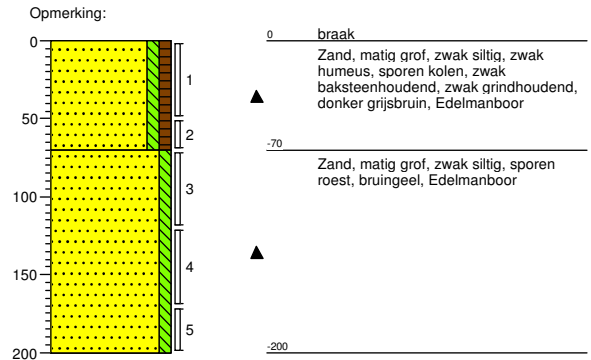 Opmerking:
0
50
100
150
200
1
2
3
4
5
0
braak
Zand, matig grof, zwak siltig, zwak
humeus, sporen kolen, zwak
baksteenhoudend, zwak grindhoudend,
donker grijsbruin, Edelmanboor
-70
Zand, matig grof, zwak siltig, sporen
roest, bruingeel, Edelmanboor
-200